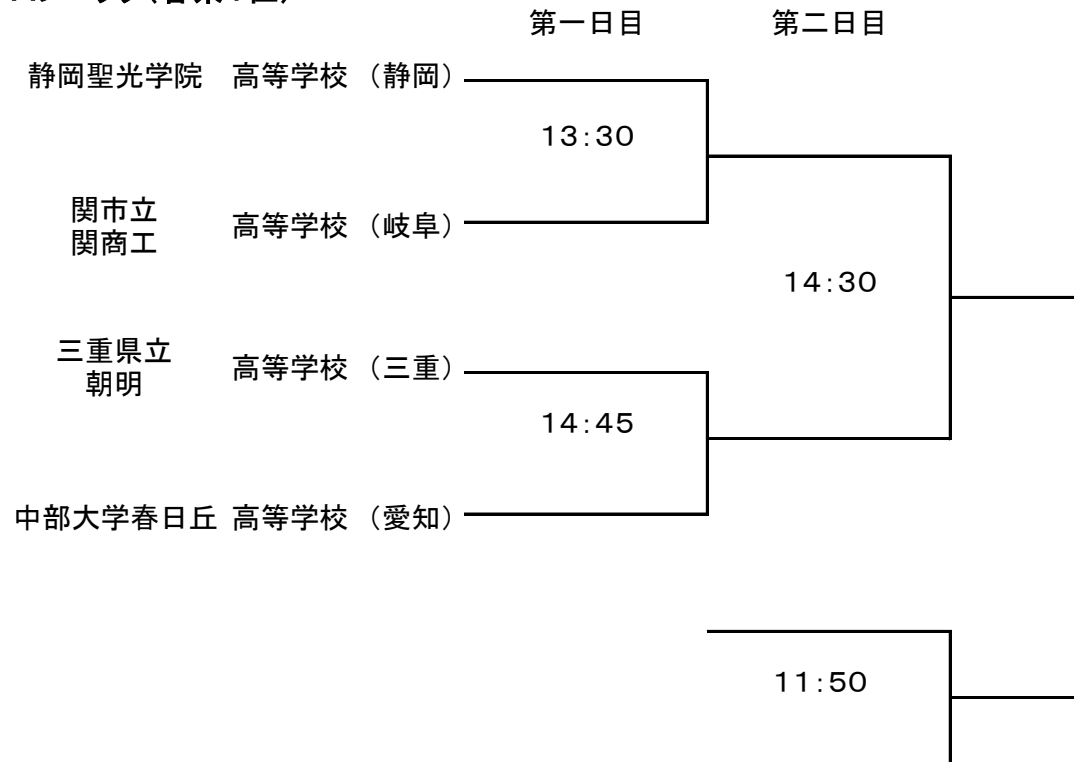 第一日目 第二日目
静岡聖光学院 高等学校 （静岡）
13:30
関市立
関商工
高等学校 （岐阜）
14:30
三重県立
朝明
高等学校 （三重）
14:45
中部大学春日丘 高等学校 （愛知）
11:50